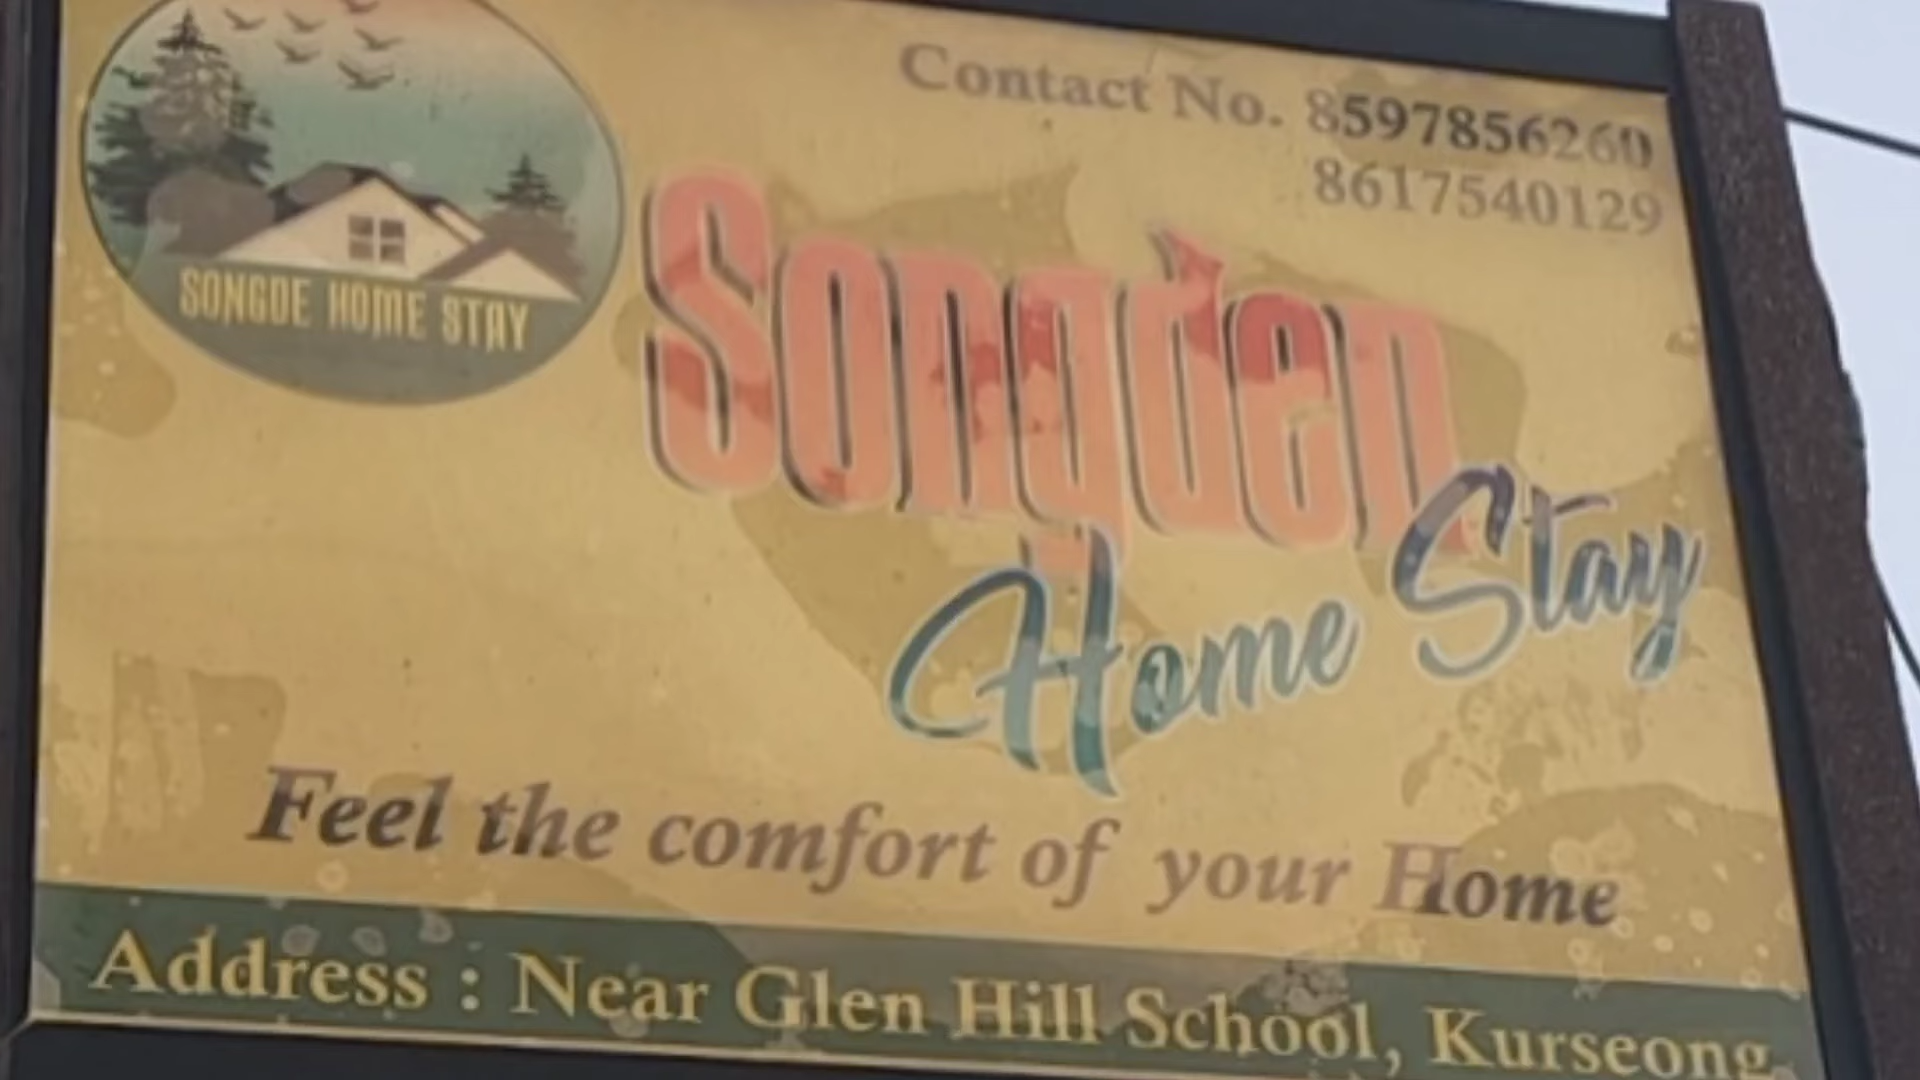 Contact No. 8597856260
8617540129
SONGDE HOME STAY
Songden
Home Stay
Feel the comfort of your Home
Address : Near Glen Hill School, Kurseong